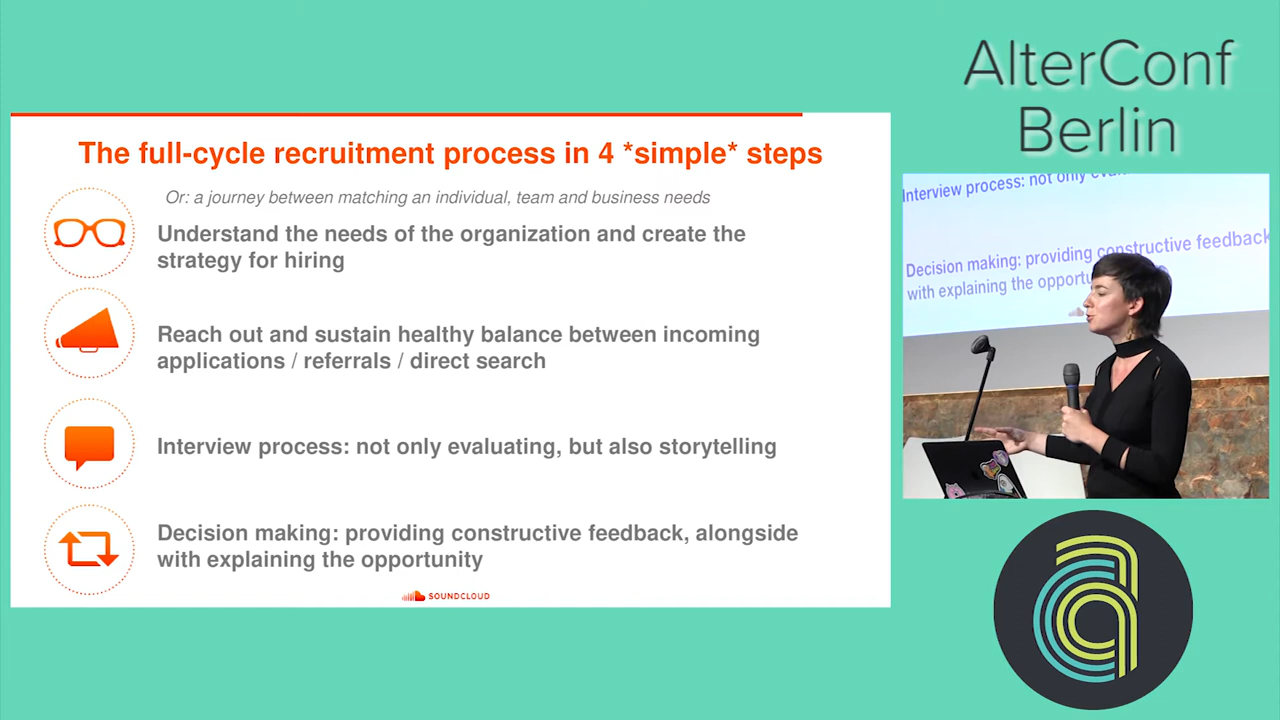 AlterConf
Berlin
The full-cycle recruitment process in 4 *simple* steps
Or: a journey between matching an individual, team and business needs
Understand the needs of the organization and create the
strategy for hiring
Reach out and sustain healthy balance between incoming
applications / referrals / direct search
Interview process: not only evaluating, but also storytelling
Decision making: providing constructive feedback, alongside
with explaining the opportunity
SOUNDCLOUD
Interview process: not only
Decision making: providing constructive feedback
with explaining the